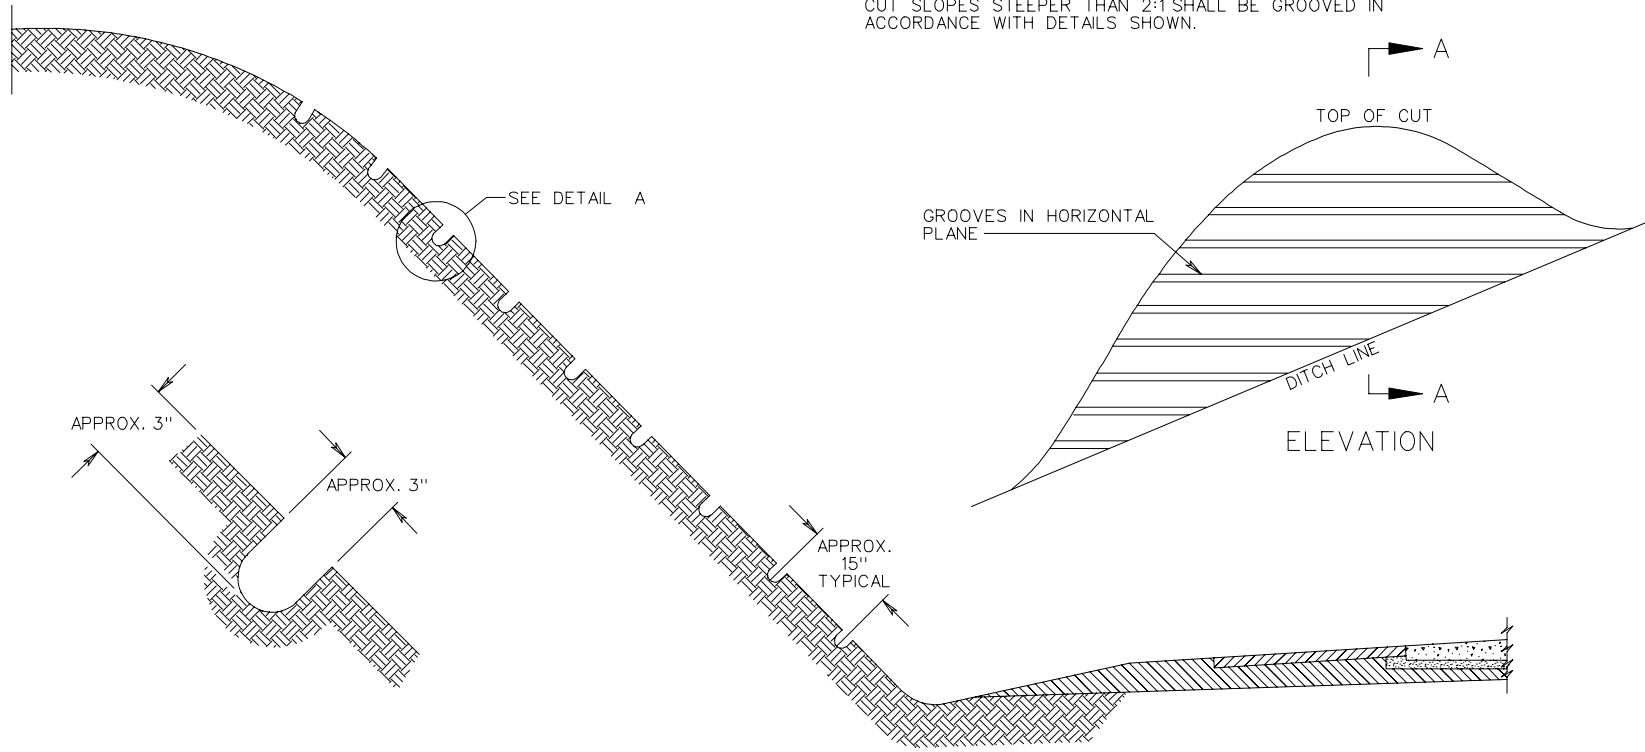 CUT SLOPES STEEPER THAN 2:1 SHALL BE GROOVED IN
ACCORDANCE WITH DETAILS SHOWN.
A
TOP OF CUT
SEE DETAIL A
GROOVES IN HORIZONTAL
PLANE
DITCH LINE
A
ELEVATION
APPROX. 3"
APPROX. 3"
APPROX.
15"
TYPICAL